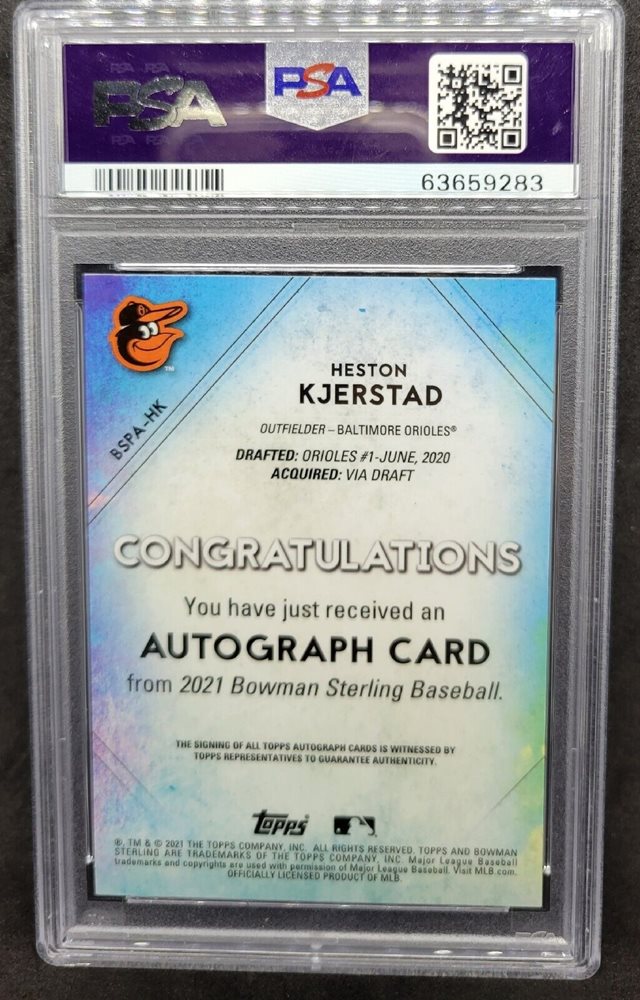 PSA
PSA
63659283
TM
BSPA-HK
HESTON
KJERSTAD
OUTFIELDER – BALTIMORE ORIOLES®
DRAFTED: ORIOLES #1-JUNE, 2020
ACQUIRED: VIA DRAFT
CONGRATULATIONS
You have just received an
AUTOGRAPH CARD
from 2021 Bowman Sterling Baseball.
THE SIGNING OF ALL TOPPS AUTOGRAPH CARDS IS WITNESSED BY
TOPPS REPRESENTATIVES TO GUARANTEE AUTHENTICITY.
topps
®, TM & © 2021 THE TOPPS COMPANY, INC. ALL RIGHTS RESERVED. TOPPS AND BOWMAN
STERLING ARE TRADEMARKS OF THE TOPPS COMPANY, INC. Major League Baseball
trademarks and copyrights are used with permission of Major League Baseball. Visit MLB.com.
OFFICIALLY LICENSED PRODUCT OF MLB.
PSA